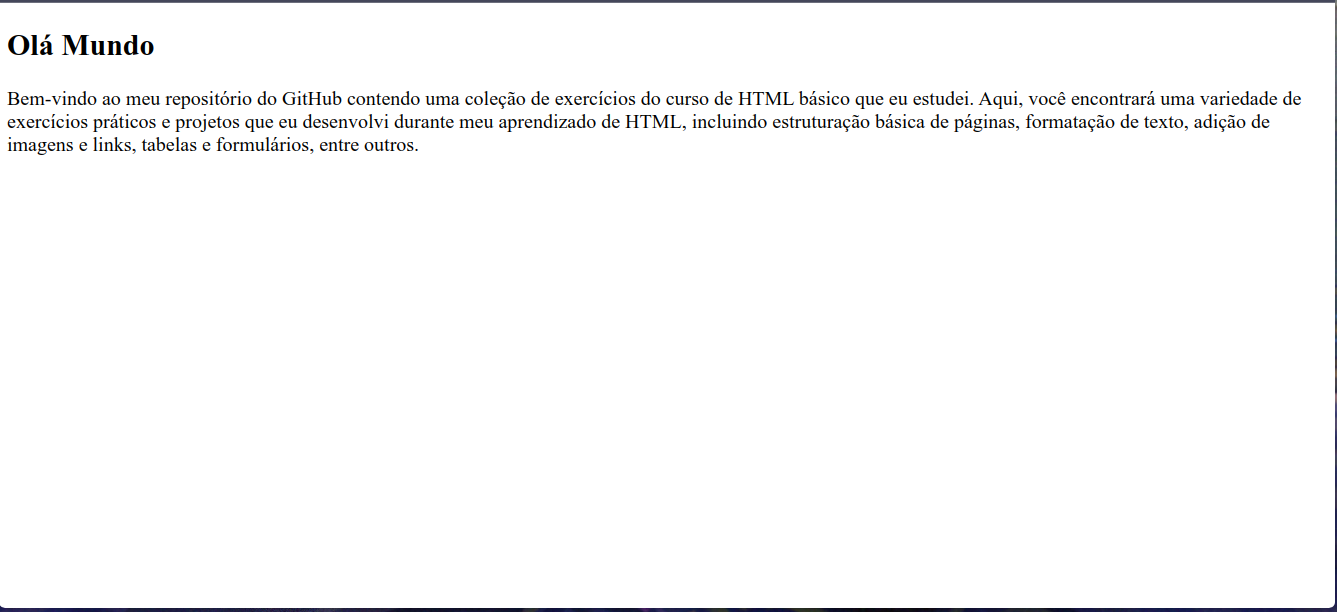 Olá Mundo
Bem-vindo ao meu repositório do GitHub contendo uma coleção de exercícios do curso de HTML básico que eu estudei. Aqui, você encontrará uma variedade de
exercícios práticos e projetos que eu desenvolvi durante meu aprendizado de HTML, incluindo estruturação básica de páginas, formatação de texto, adição de
imagens e links, tabelas e formulários, entre outros.